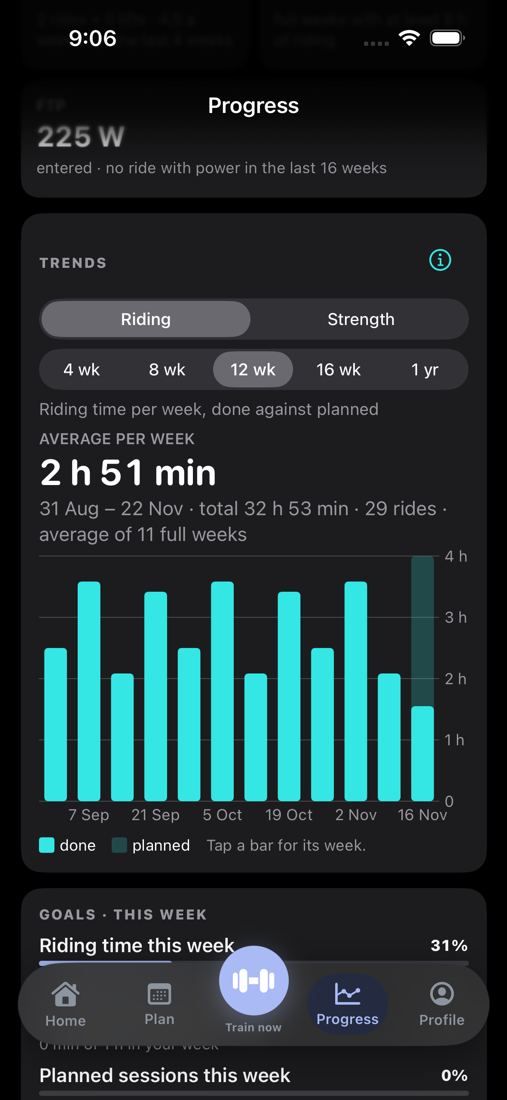 9:06
Progress
FTP
225 W
entered · no ride with power in the last 16 weeks
TRENDS
Riding
Strength
4 wk
8 wk
12 wk
16 wk
1 yr
Riding time per week, done against planned
AVERAGE PER WEEK
2 h 51 min
31 Aug – 22 Nov · total 32 h 53 min · 29 rides ·
average of 11 full weeks
4 h
3 h
2 h
1 h
0
7 Sep
21 Sep
5 Oct
19 Oct
2 Nov
16 Nov
done
planned
Tap a bar for its week.
GOALS · THIS WEEK
Riding time this week
31%
Home
Plan
Train now
Progress
Profile
Planned sessions this week
0%